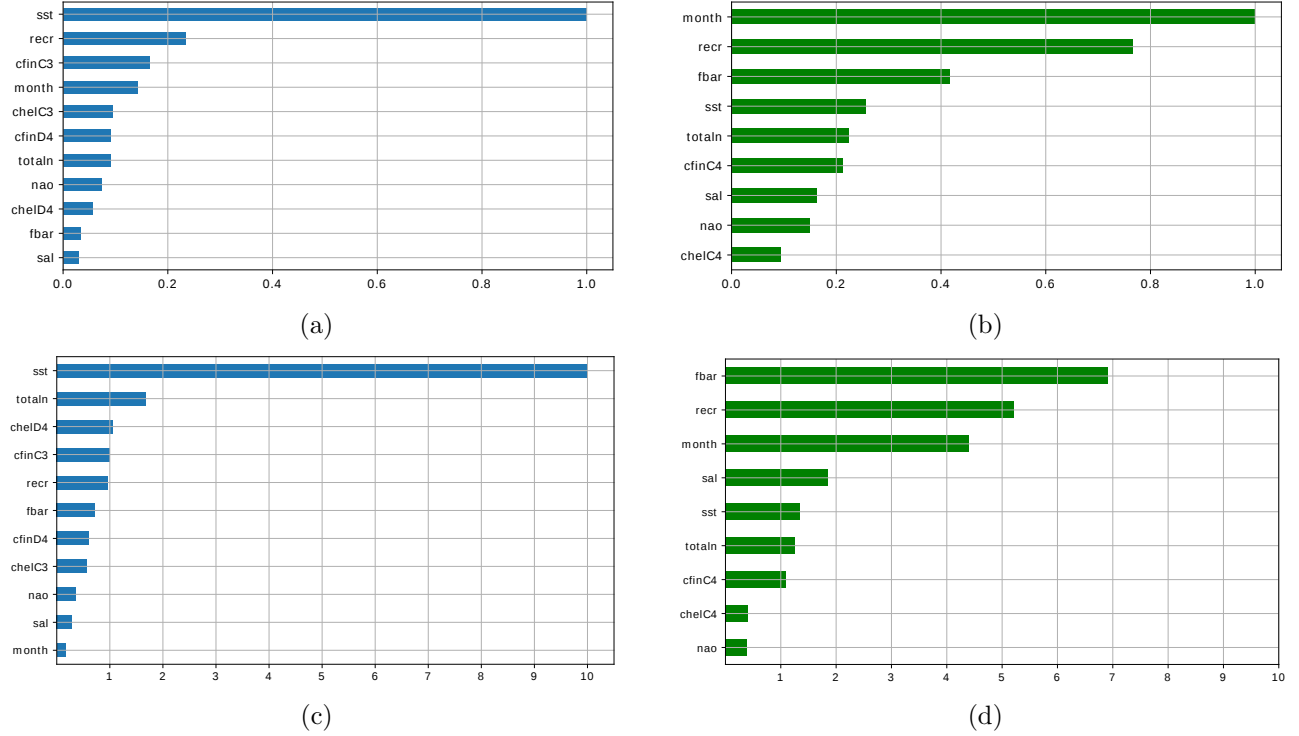 sst
recr
cfinC3
month
chelC3
cfinD4
totaln
nao
chelD4
fbar
sal
0.0 0.2 0.4 0.6 0.8 1.0
(a)
month
recr
fbar
sst
totaln
cfinC4
sal
nao
chelC4
0.0 0.2 0.4 0.6 0.8 1.0
(b)
sst
totaln
chelD4
cfinC3
recr
fbar
cfinD4
chelC3
nao
sal
month
1 2 3 4 5 6 7 8 9 10
(c)
fbar
recr
month
sal
sst
totaln
cfinC4
chelC4
nao
1 2 3 4 5 6 7 8 9 10
(d)